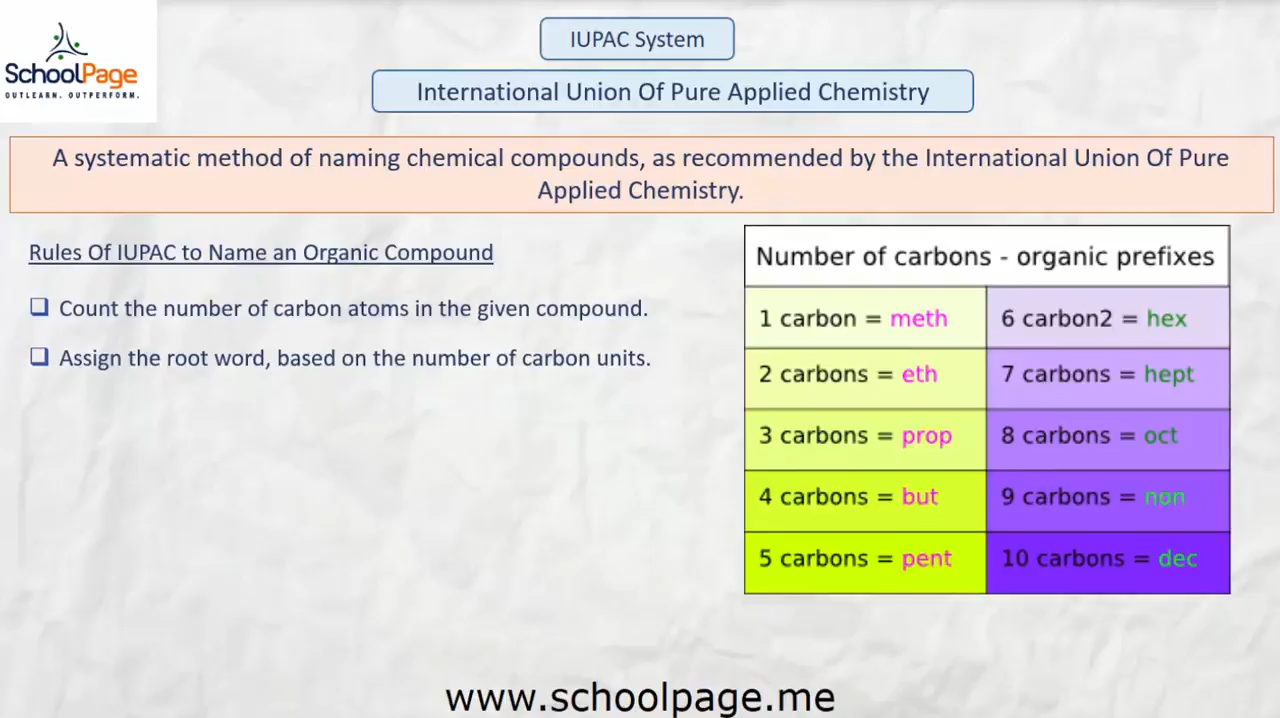 SchoolPage
OUTLEARN. OUTPERFORM.
IUPAC System
International Union Of Pure Applied Chemistry
A systematic method of naming chemical compounds, as recommended by the International Union Of Pure
Applied Chemistry.
Rules Of IUPAC to Name an Organic Compound
❑ Count the number of carbon atoms in the given compound.
❑ Assign the root word, based on the number of carbon units.
Number of carbons - organic prefixes
1 carbon = meth
6 carbon2 = hex
2 carbons = eth
7 carbons = hept
3 carbons = prop
8 carbons = oct
4 carbons = but
9 carbons = non
5 carbons = pent
10 carbons = dec
www.schoolpage.me